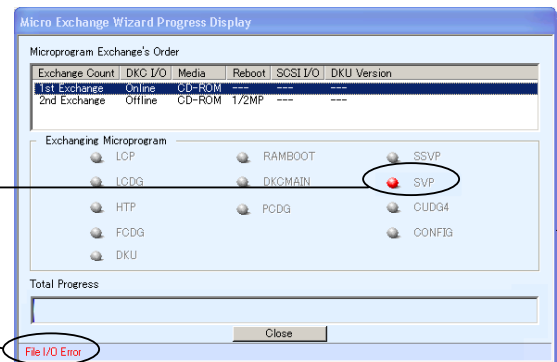 Micro Exchange Wizard Progress Display
Microprogram Exchange's Order
Exchange Count DKC I/O Media Reboot SCSI I/O DKU Version
1st Exchange Online CD-ROM --- --- ---
2nd Exchange Offline CD-ROM 1/2MP --- ---
Exchanging Microprogram
LCP RAMBOOT SSVP
LCDG DKCMAIN SVP
HTP PCDG CUDG4
FCDG CONFIG
DKU
Total Progress
Close
File I/O Error